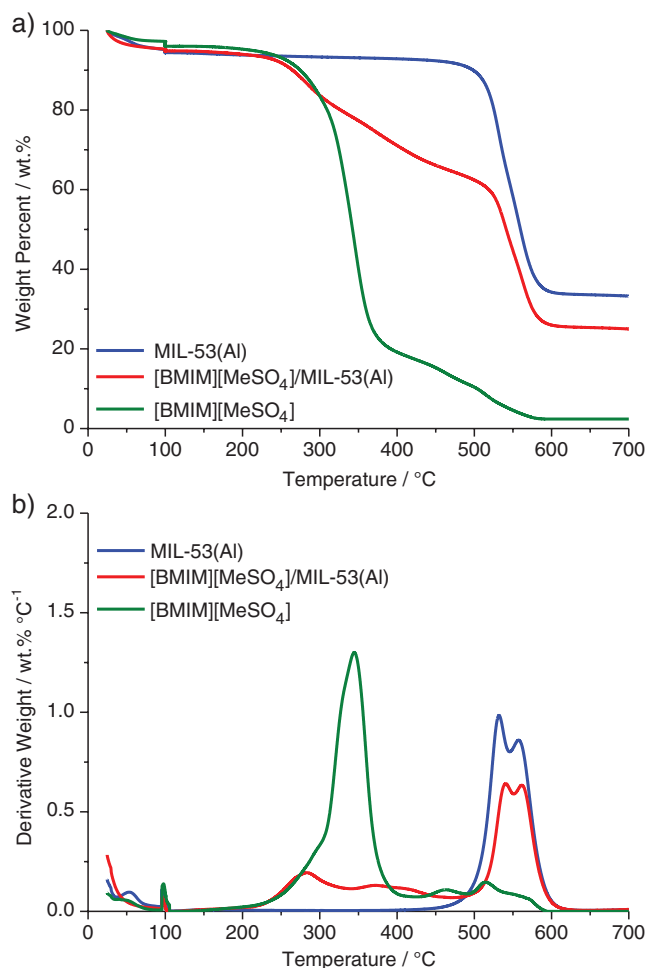 a)
100
80
60
40
20
0
Weight Percent / wt.%
MIL-53(Al)
[BMIM][MeSO₄]/MIL-53(Al)
[BMIM][MeSO₄]
0 100 200 300 400 500 600 700
Temperature / °C
b)
2.0
1.5
1.0
0.5
0.0
Derivative Weight / wt.% °C⁻¹
MIL-53(Al)
[BMIM][MeSO₄]/MIL-53(Al)
[BMIM][MeSO₄]
0 100 200 300 400 500 600 700
Temperature / °C